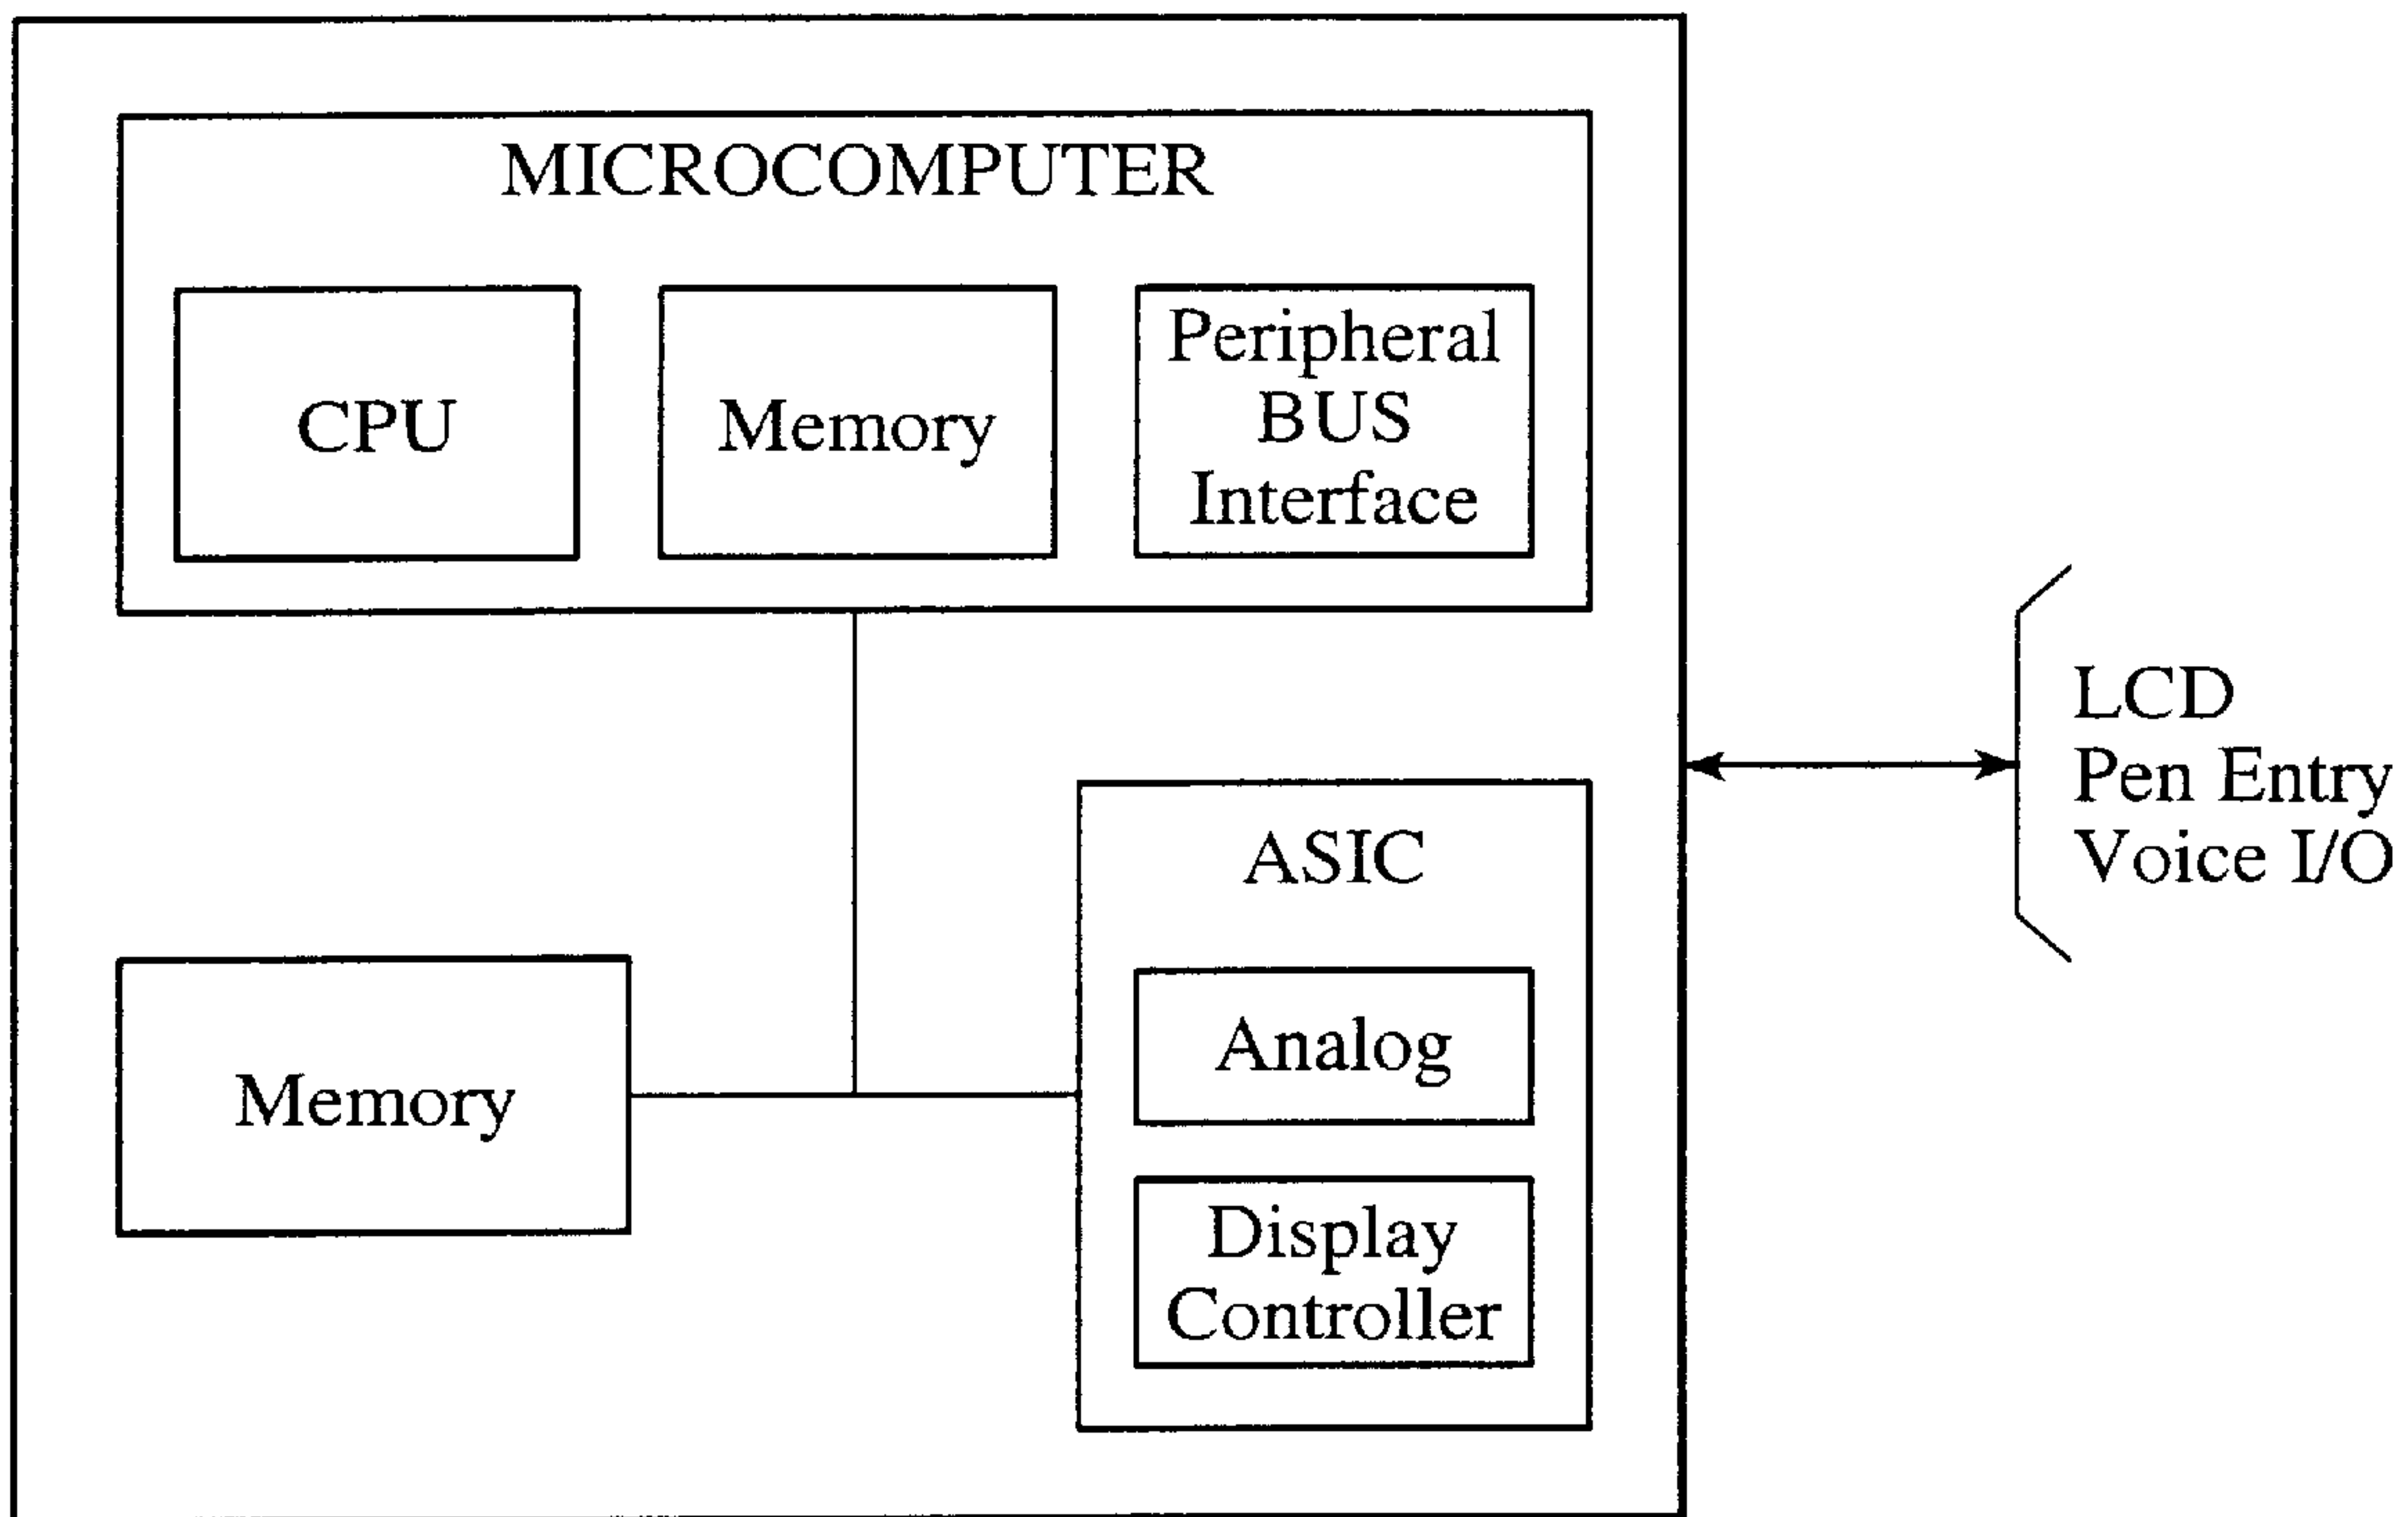 MICROCOMPUTER
CPU
Memory
Peripheral
BUS
Interface
LCD
Pen Entry
Voice I/O
ASIC
Analog
Memory
Display
Controller